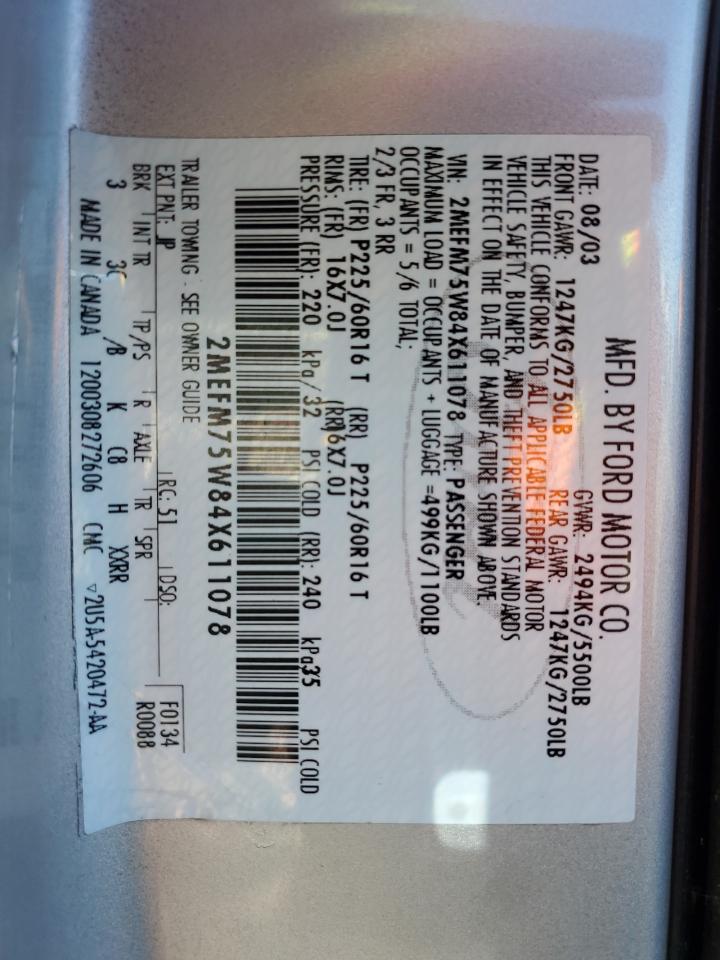 MFD. BY FORD MOTOR CO.
DATE: 08/03 GVWR: 2494KG/5500LB
FRONT GAWR: 1247KG/2750LB REAR GAWR: 1247KG/2750LB
THIS VEHICLE CONFORMS TO ALL APPLICABLE FEDERAL MOTOR
VEHICLE SAFETY, BUMPER, AND THEFT PREVENTION STANDARDS
IN EFFECT ON THE DATE OF MANUFACTURE SHOWN ABOVE.
VIN: 2MEFM75W84X611078 TYPE: PASSENGER
MAXIMUM LOAD = OCCUPANTS + LUGGAGE =499KG/1100LB
OCCUPANTS = 5/6 TOTAL,
2/3 FR, 3 RR
TIRE: (FR) P225/60R16 T (RR) P225/60R16 T
RIMS: (FR) 16X7.0J (RR)16X7.0J
PRESSURE (FR): 220 kPa/32 PSI COLD (RR): 240 kPa35 PSI COLD
2MEFM75W84X611078
TRAILER TOWING - SEE OWNER GUIDE
EXT PNT: JP RC: 51 DSO: F0134
BRK INT TR TP/PS R AXLE TR SPR R0088
3 3C /B K C8 H XXRR
MADE IN CANADA 1200308272606 CMC ▽2U5A-5420472-AA